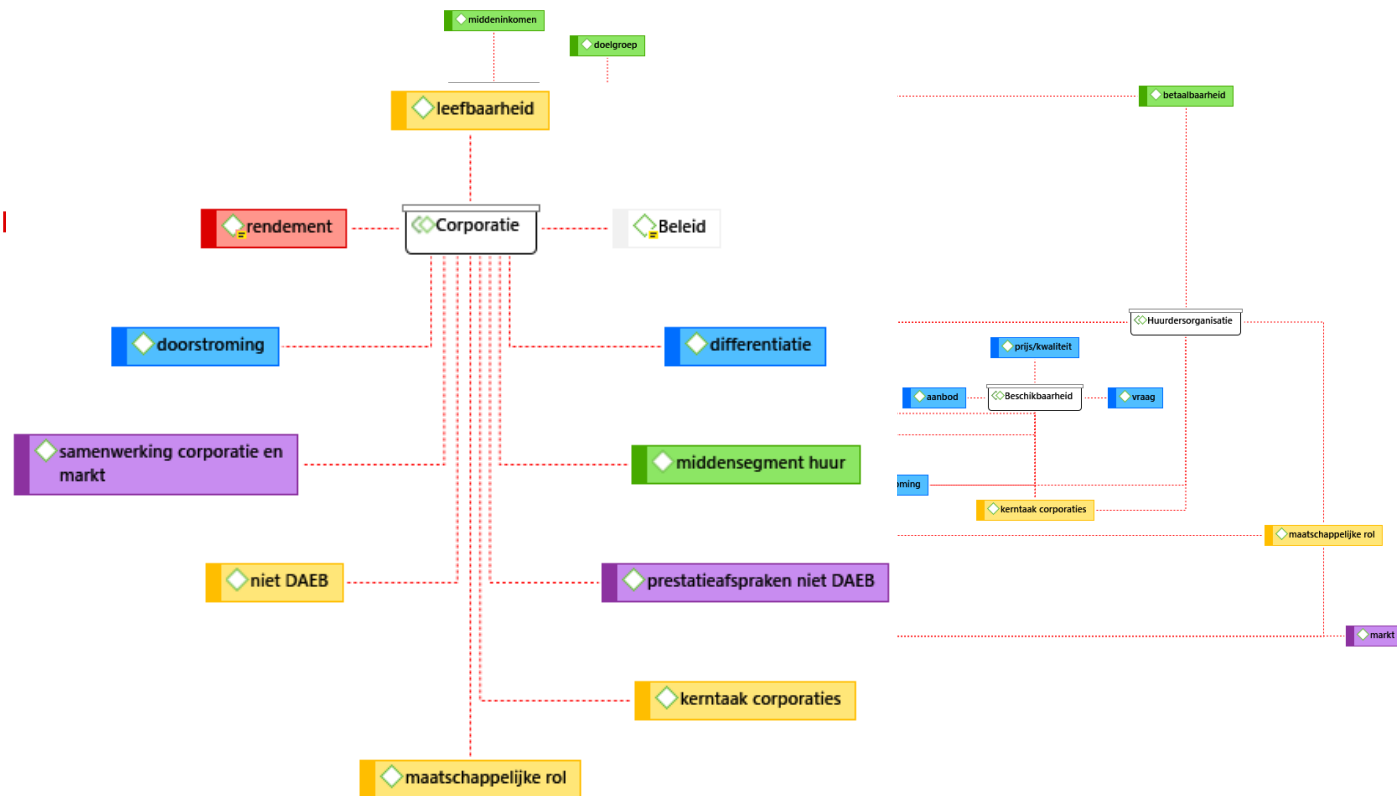 middeninkomen
doelgroep
leefbaarheid
betaalbaarheid
rendement
Corporatie
Beleid
Huurdersorganisatie
doorstroming
differentiatie
prijs/kwaliteit
aanbod
Beschikbaarheid
vraag
samenwerking corporatie en
markt
middensegment huur
oming
kerntaak corporaties
maatschappelijke rol
niet DAEB
prestatieafspraken niet DAEB
markt
kerntaak corporaties
maatschappelijke rol